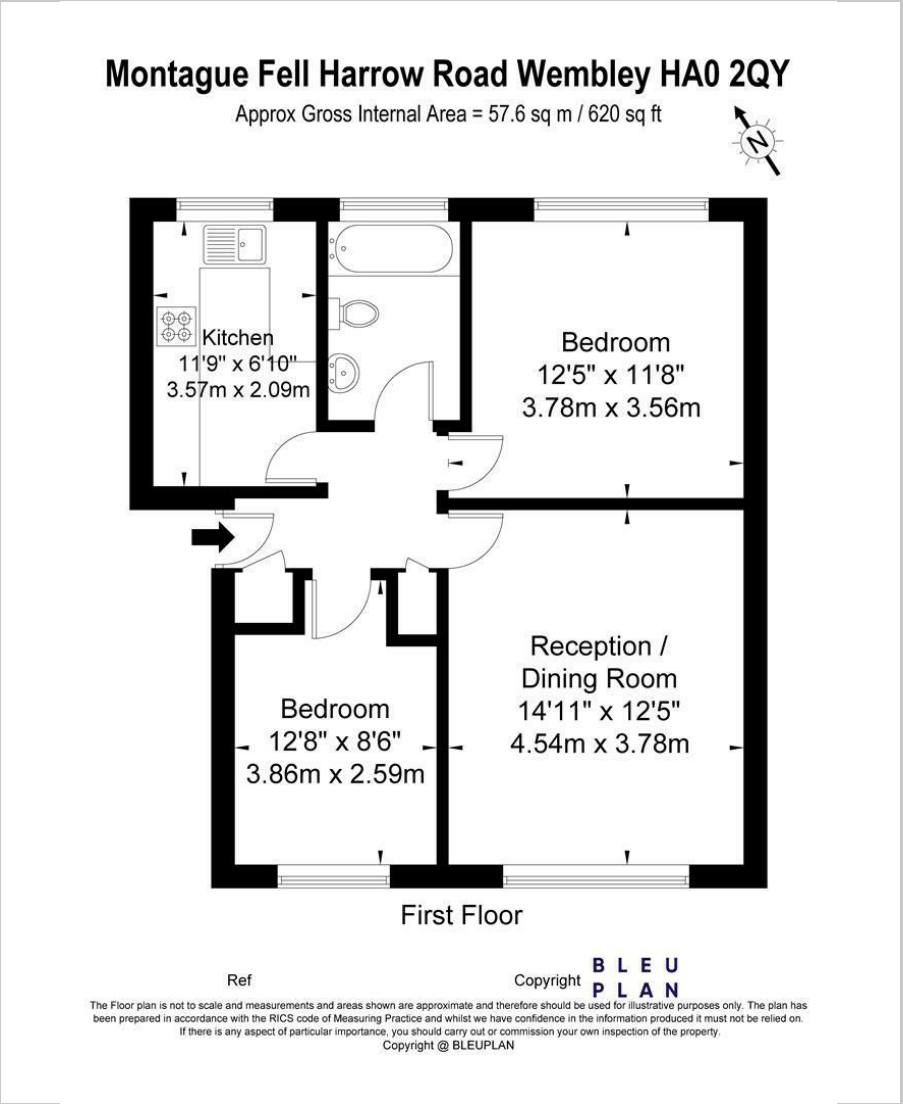 Montague Fell Harrow Road Wembley HA0 2QY
Approx Gross Internal Area = 57.6 sq m / 620 sq ft
N
Kitchen
11'9" x 6'10"
3.57m x 2.09m
Bedroom
12'5" x 11'8"
3.78m x 3.56m
Reception /
Dining Room
14'11" x 12'5"
4.54m x 3.78m
Bedroom
12'8" x 8'6"
3.86m x 2.59m
First Floor
Ref
Copyright
BLEU
PLAN
The Floor plan is not to scale and measurements and areas shown are approximate and therefore should be used for illustrative purposes only. The plan has
been prepared in accordance with the RICS code of Measuring Practice and whilst we have confidence in the information produced it must not be relied on.
If there is any aspect of particular importance, you should carry out or commission your own inspection of the property.
Copyright @ BLEUPLAN